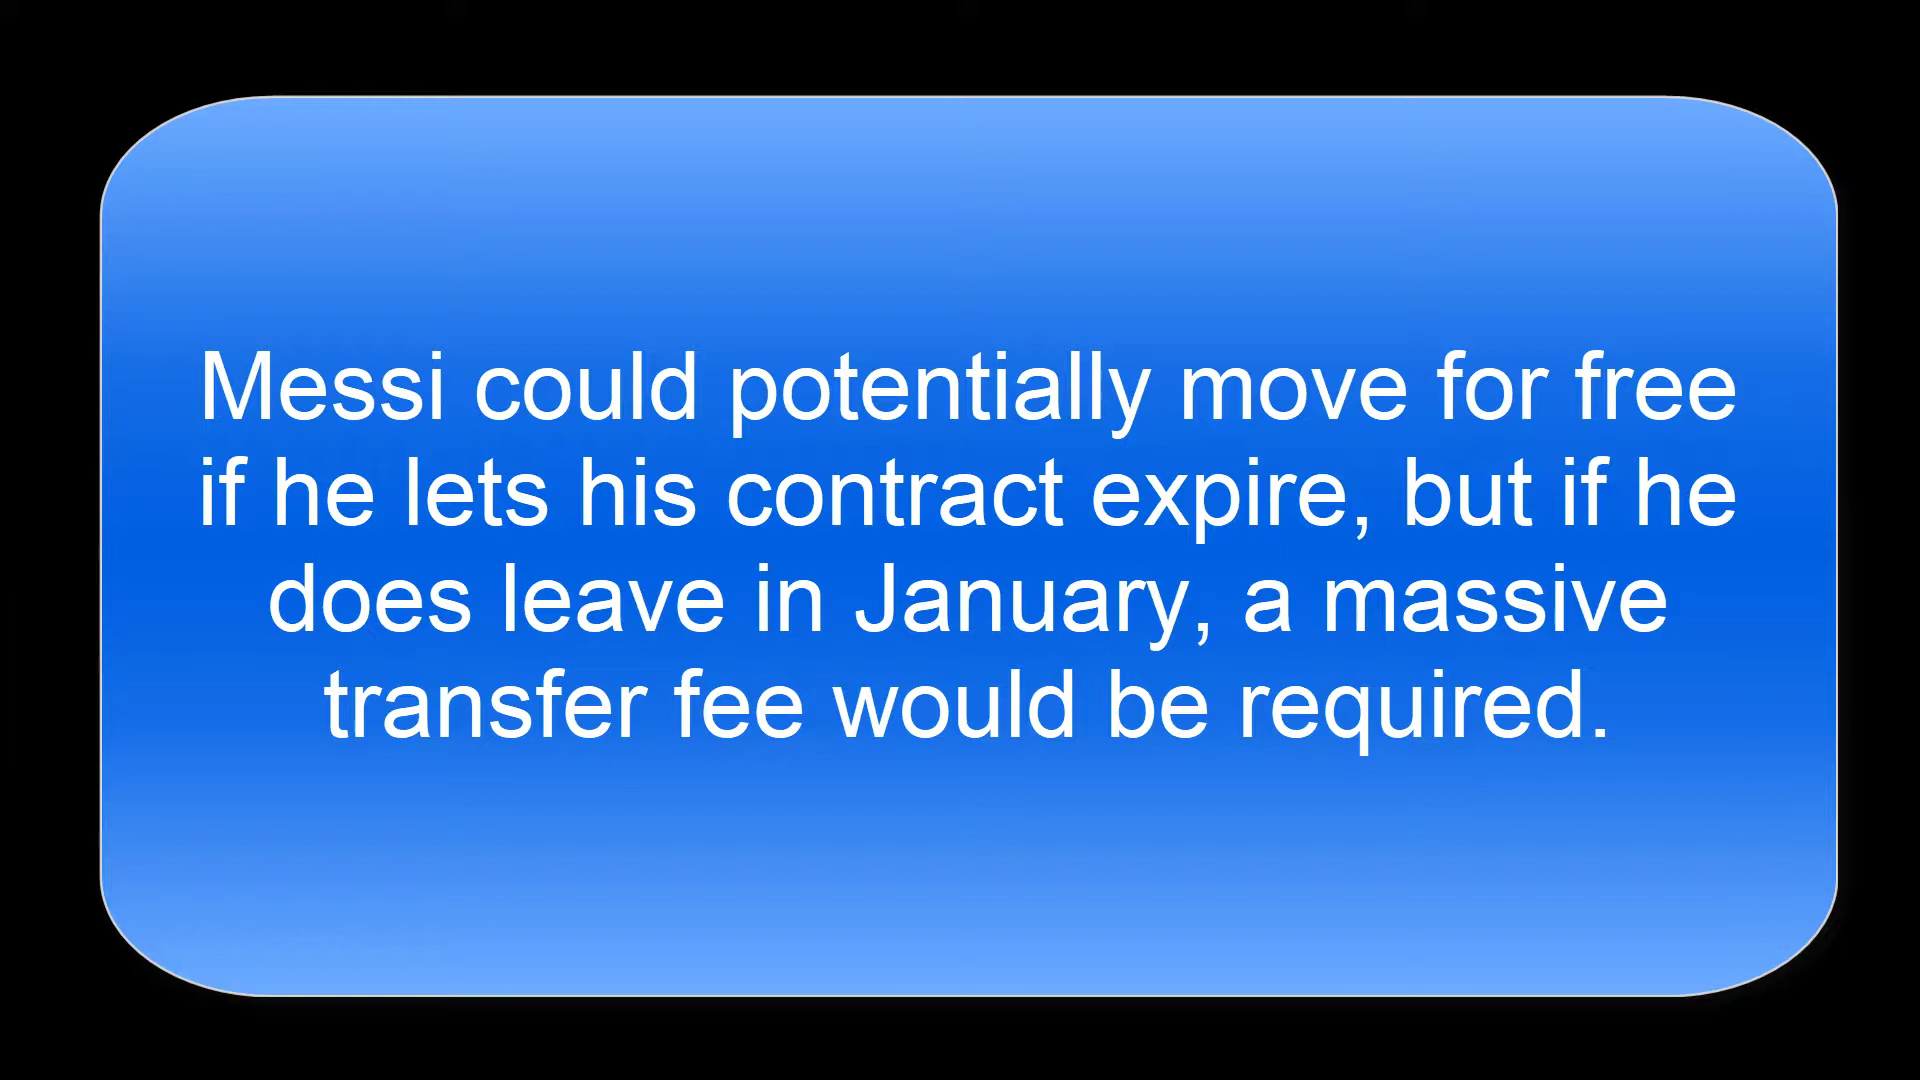 Messi could potentially move for free
if he lets his contract expire, but if he
does leave in January, a massive
transfer fee would be required.